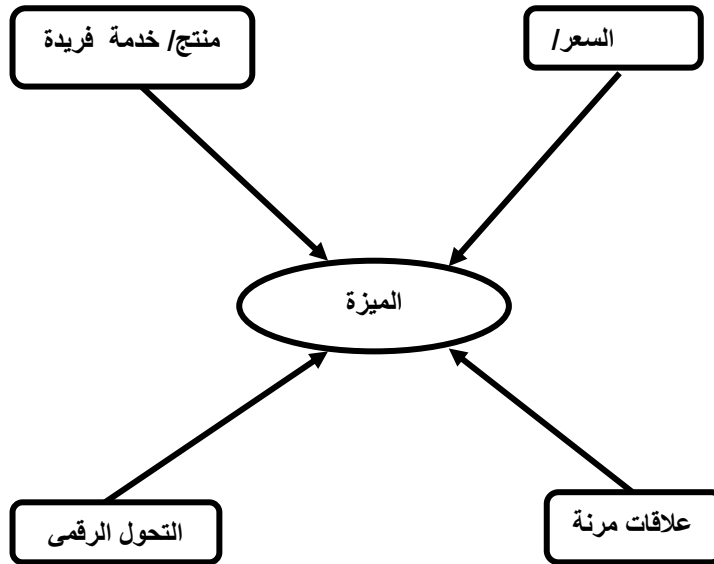 السعر/
منتج/ خدمة فريدة
الميزة
علاقات مرنة
التحول الرقمى